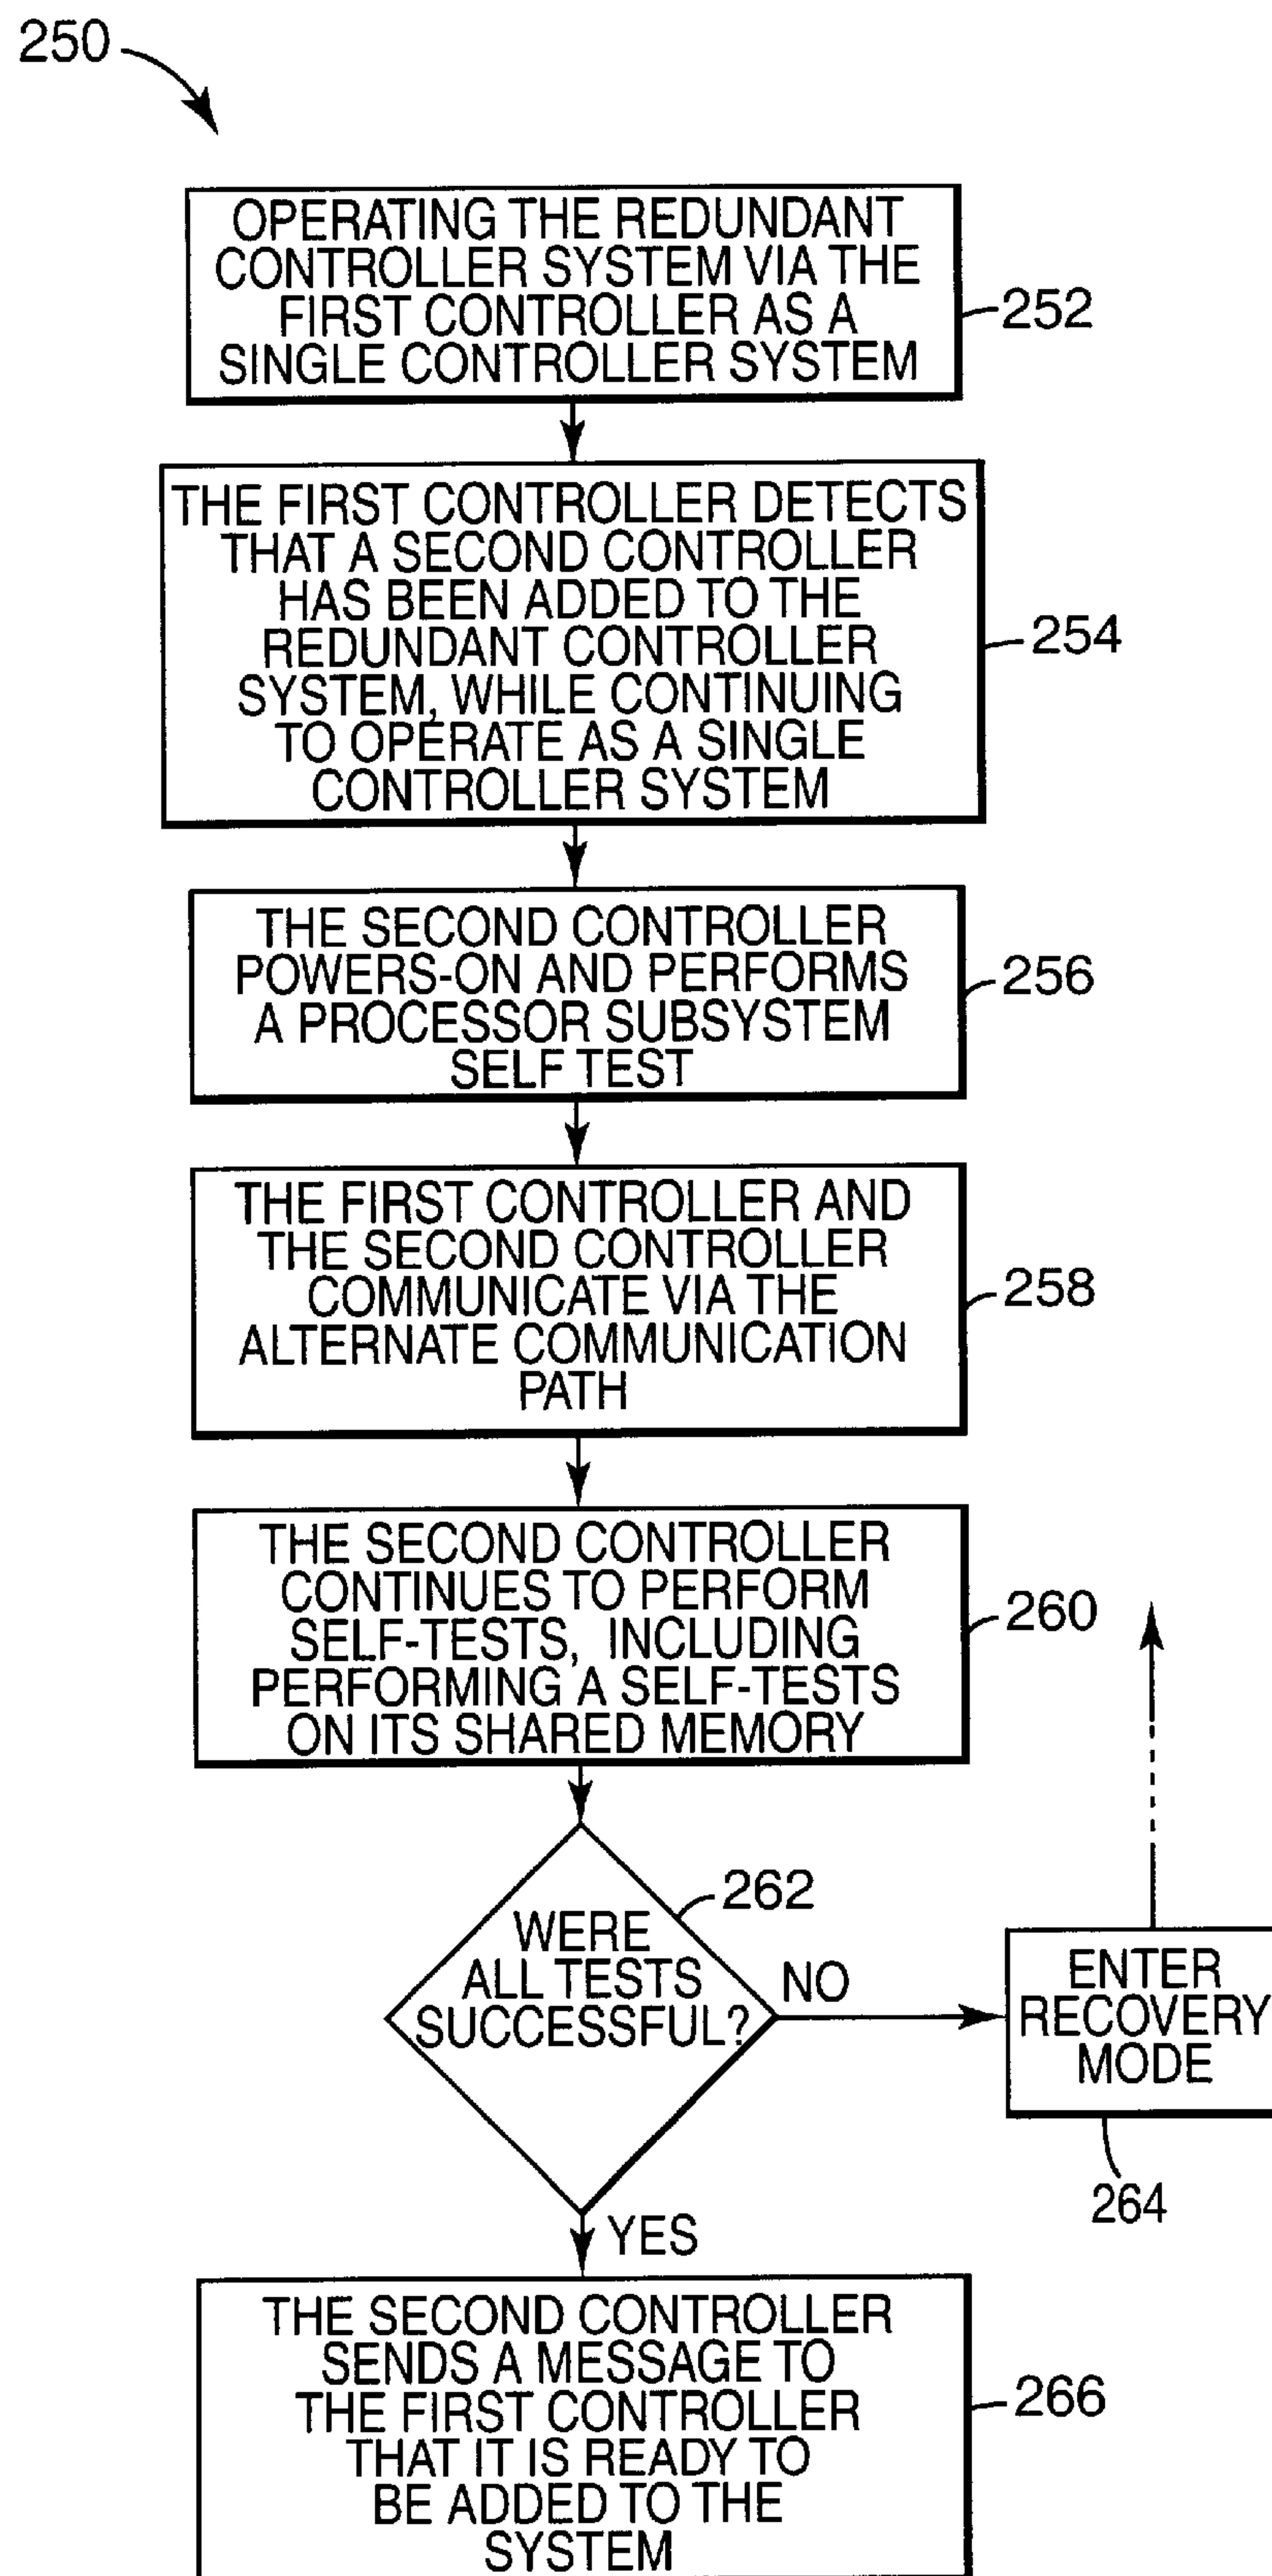 250
OPERATING THE REDUNDANT
CONTROLLER SYSTEM VIA THE
FIRST CONTROLLER AS A
SINGLE CONTROLLER SYSTEM
252
THE FIRST CONTROLLER DETECTS
THAT A SECOND CONTROLLER
HAS BEEN ADDED TO THE
REDUNDANT CONTROLLER
SYSTEM, WHILE CONTINUING
TO OPERATE AS A SINGLE
CONTROLLER SYSTEM
254
THE SECOND CONTROLLER
POWERS-ON AND PERFORMS
A PROCESSOR SUBSYSTEM
SELF TEST
256
THE FIRST CONTROLLER AND
THE SECOND CONTROLLER
COMMUNICATE VIA THE
ALTERNATE COMMUNICATION
PATH
258
THE SECOND CONTROLLER
CONTINUES TO PERFORM
SELF-TESTS, INCLUDING
PERFORMING A SELF-TESTS
ON ITS SHARED MEMORY
260
WERE
ALL TESTS
SUCCESSFUL?
262
NO
ENTER
RECOVERY
MODE
264
YES
THE SECOND CONTROLLER
SENDS A MESSAGE TO
THE FIRST CONTROLLER
THAT IT IS READY TO
BE ADDED TO THE
SYSTEM
266